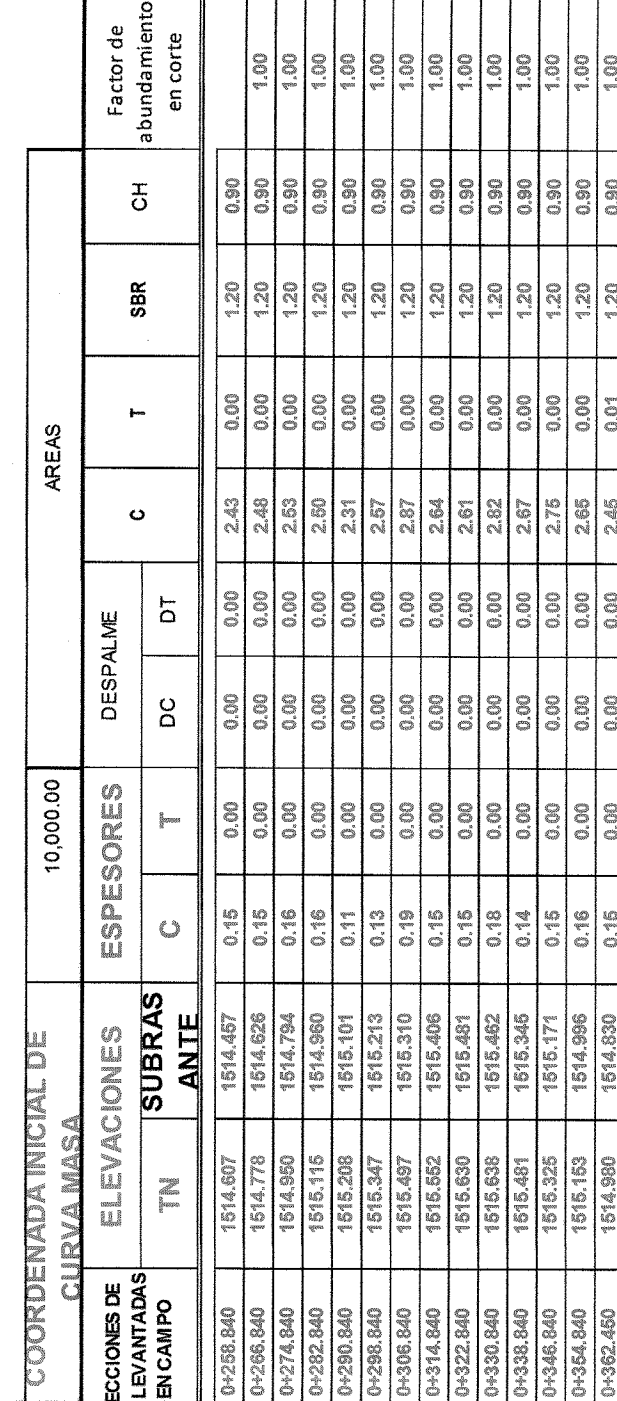 COORDENADA INICIAL DE CURVA MASA 10,000.00 AREAS
ECCIONES DE LEVANTADAS EN CAMPO ELEVACIONES ESPESORES DESPALME C T SBR CH Factor de abundamiento en corte
TN SUBRAS ANTE C T DC DT
0+258.840 1514.607 1514.457 0.15 0.00 0.00 0.00 2.43 0.00 1.20 0.90
0+266.840 1514.778 1514.626 0.15 0.00 0.00 0.00 2.48 0.00 1.20 0.90 1.00
0+274.840 1514.950 1514.794 0.16 0.00 0.00 0.00 2.53 0.00 1.20 0.90 1.00
0+282.840 1515.115 1514.960 0.16 0.00 0.00 0.00 2.50 0.00 1.20 0.90 1.00
0+290.840 1515.208 1515.101 0.11 0.00 0.00 0.00 2.31 0.00 1.20 0.90 1.00
0+298.840 1515.347 1515.213 0.13 0.00 0.00 0.00 2.57 0.00 1.20 0.90 1.00
0+306.840 1515.497 1515.310 0.19 0.00 0.00 0.00 2.87 0.00 1.20 0.90 1.00
0+314.840 1515.552 1515.406 0.15 0.00 0.00 0.00 2.64 0.00 1.20 0.90 1.00
0+322.840 1515.630 1515.481 0.15 0.00 0.00 0.00 2.61 0.00 1.20 0.90 1.00
0+330.840 1515.638 1515.462 0.18 0.00 0.00 0.00 2.82 0.00 1.20 0.90 1.00
0+338.840 1515.481 1515.345 0.14 0.00 0.00 0.00 2.67 0.00 1.20 0.90 1.00
0+346.840 1515.325 1515.171 0.15 0.00 0.00 0.00 2.75 0.00 1.20 0.90 1.00
0+354.840 1515.153 1514.996 0.16 0.00 0.00 0.00 2.65 0.00 1.20 0.90 1.00
0+362.450 1514.980 1514.830 0.15 0.00 0.00 0.00 2.45 0.01 1.20 0.90 1.00